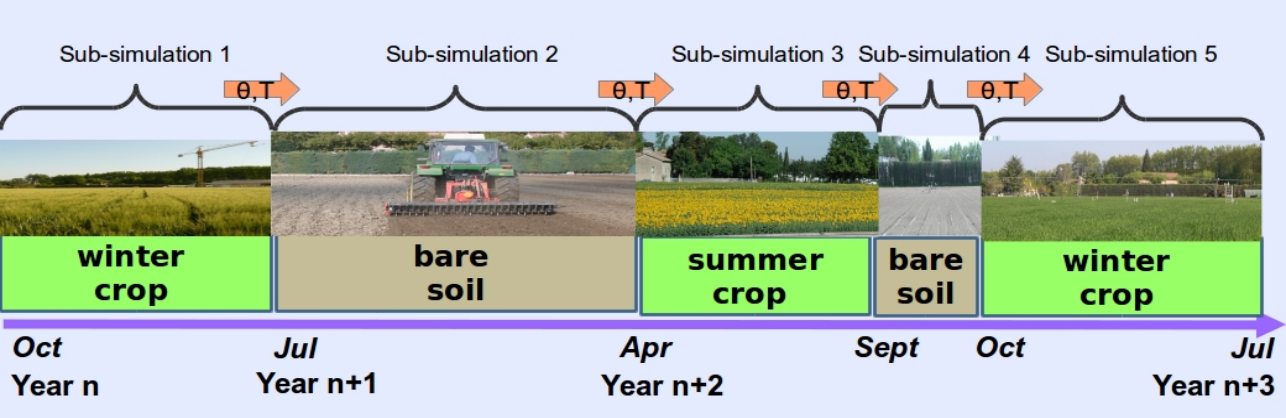 Sub-simulation 1
Sub-simulation 2
Sub-simulation 3
Sub-simulation 4
Sub-simulation 5
θ,T
θ,T
θ,T
θ,T
winter
crop
bare
soil
summer
crop
bare
soil
winter
crop
Oct
Jul
Apr
Sept
Oct
Jul
Year n
Year n+1
Year n+2
Year n+3